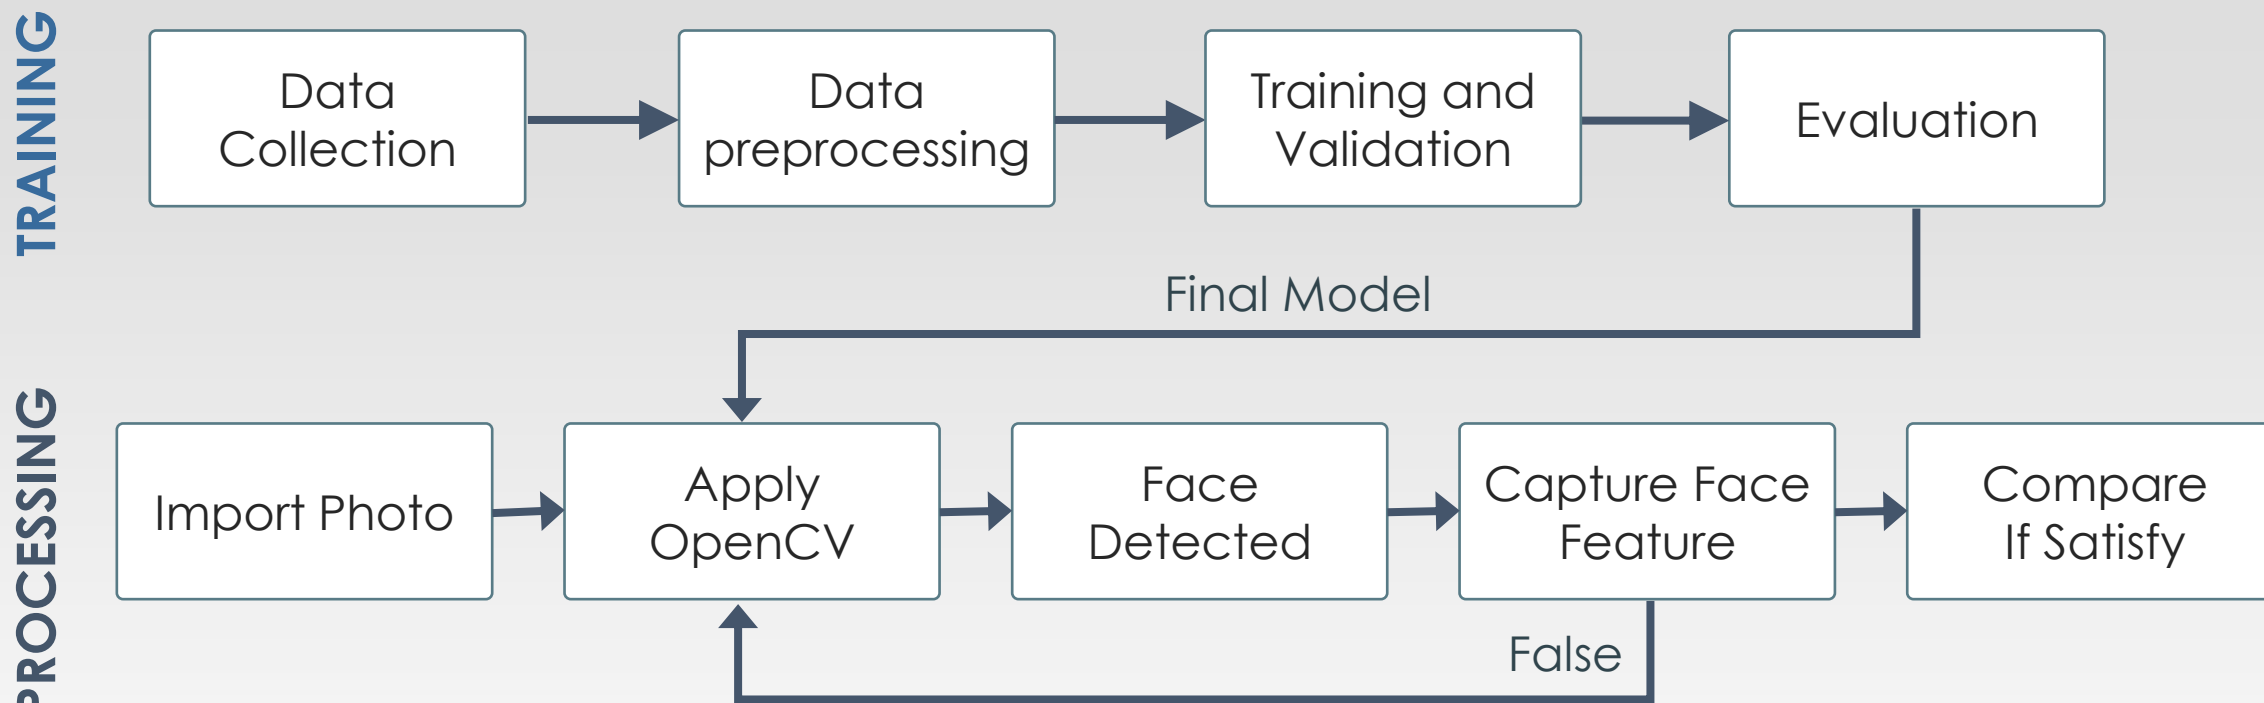 TRAINING
Data
Collection
Data
preprocessing
Training and
Validation
Evaluation
Final Model
PROCESSING
Import Photo
Apply
OpenCV
Face
Detected
Capture Face
Feature
Compare
If Satisfy
False